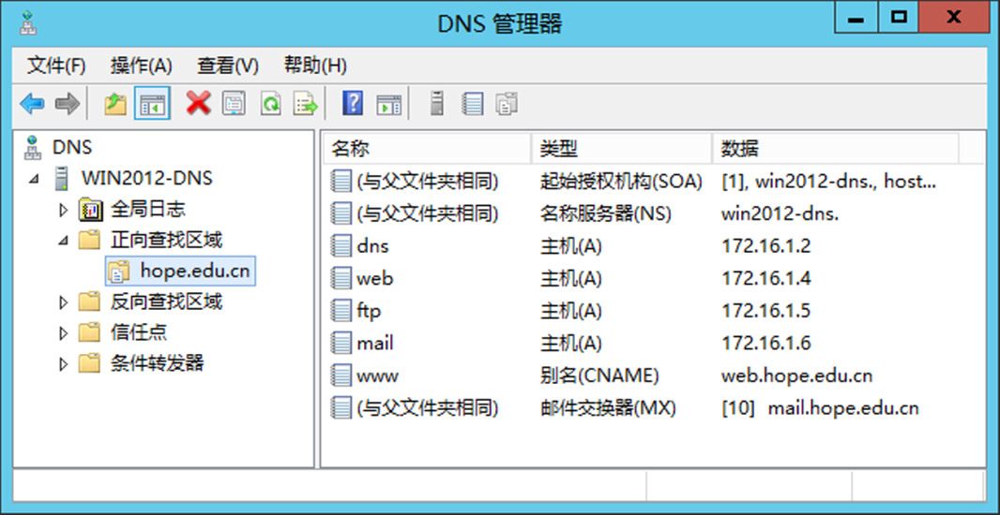 DNS 管理器
文件(F) 操作(A) 查看(V) 帮助(H)
DNS
WIN2012-DNS
全局日志
正向查找区域
hope.edu.cn
反向查找区域
信任点
条件转发器
名称 类型 数据
(与父文件夹相同) 起始授权机构(SOA) [1], win2012-dns., host...
(与父文件夹相同) 名称服务器(NS) win2012-dns.
dns 主机(A) 172.16.1.2
web 主机(A) 172.16.1.4
ftp 主机(A) 172.16.1.5
mail 主机(A) 172.16.1.6
www 别名(CNAME) web.hope.edu.cn
(与父文件夹相同) 邮件交换器(MX) [10] mail.hope.edu.cn